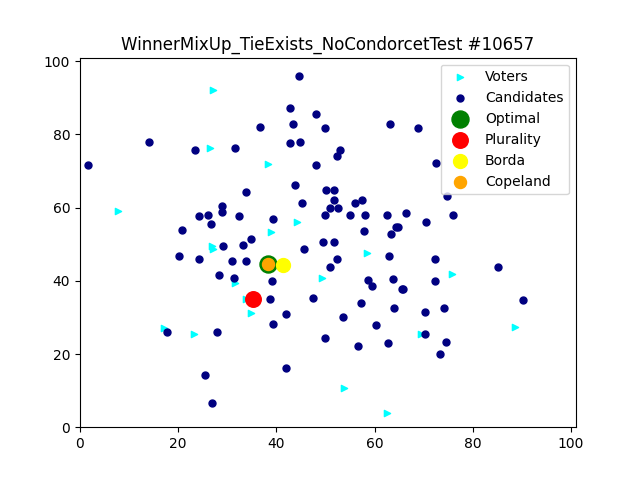 WinnerMixUp_TieExists_NoCondorcetTest #10657
Voters
Candidates
Optimal
Plurality
Borda
Copeland
100
80
60
40
20
0
0 20 40 60 80 100